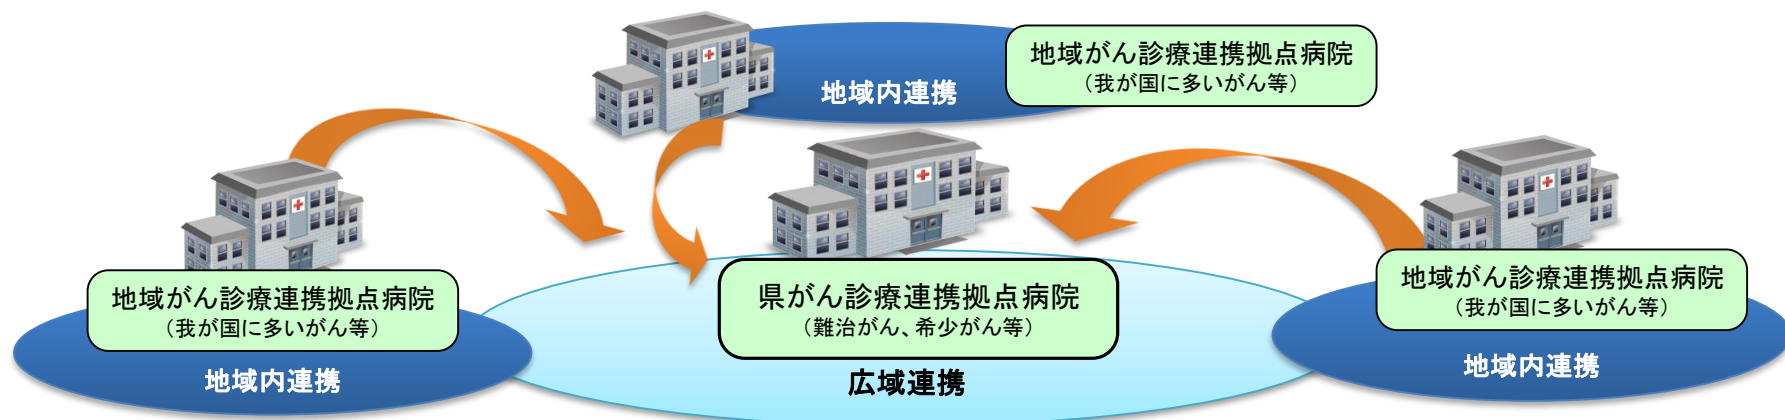 地域がん診療連携拠点病院
（我が国に多いがん等）
地域内連携
地域がん診療連携拠点病院
（我が国に多いがん等）
地域内連携
県がん診療連携拠点病院
（難治がん、希少がん等）
広域連携
地域がん診療連携拠点病院
（我が国に多いがん等）
地域内連携